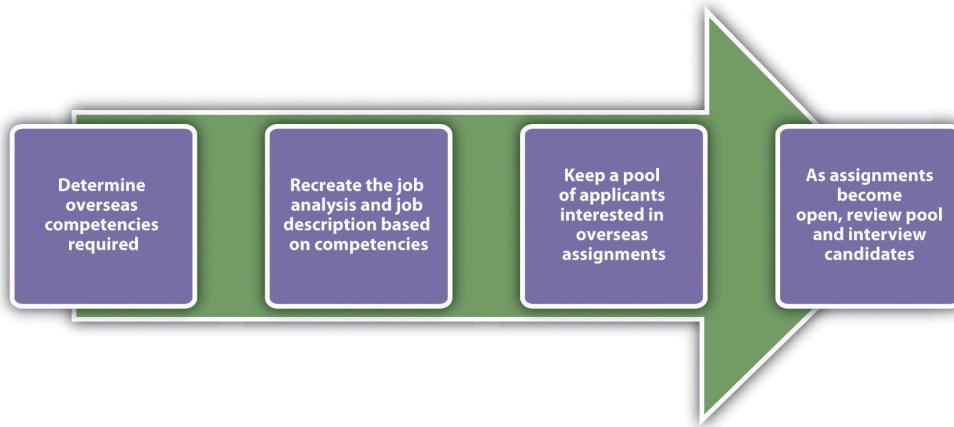 Determine
overseas
competencies
required
Recreate the job
analysis and job
description based
on competencies
Keep a pool
of applicants
interested in
overseas
assignments
As assignments
become
open, review pool
and interview
candidates